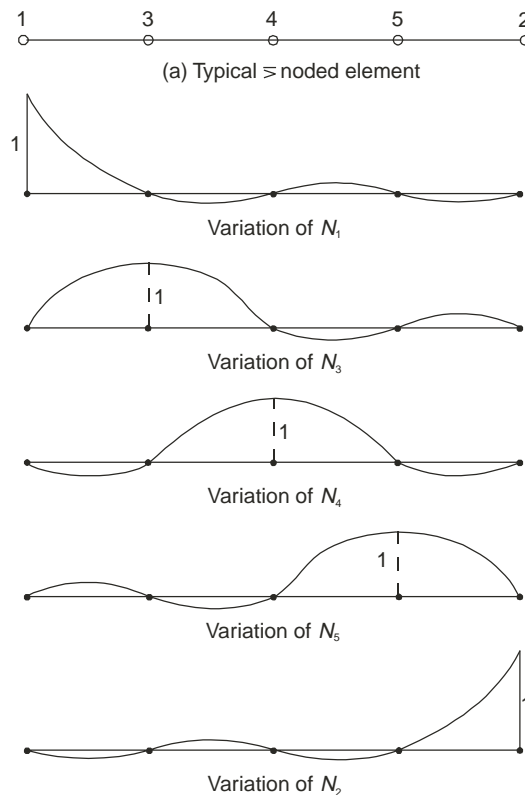 1 3 4 5 2
(a) Typical ⋝ noded element
1
Variation of N₁
1
Variation of N₃
1
Variation of N₄
1
Variation of N₅
1
Variation of N₂